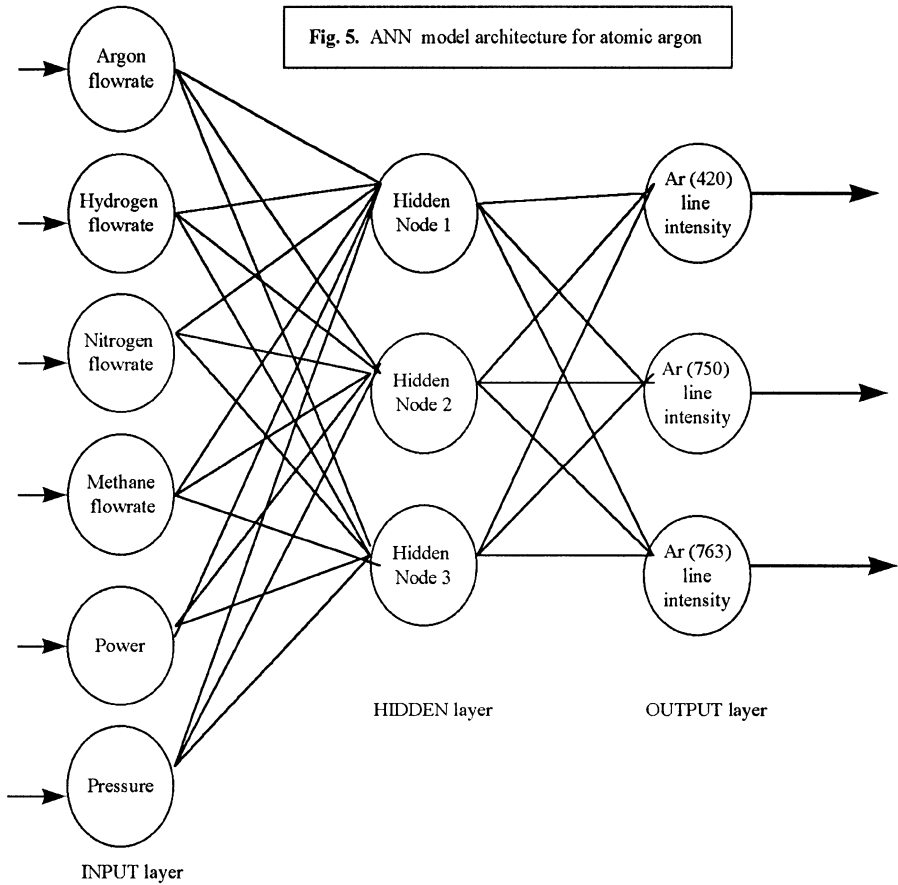 Fig. 5. ANN model architecture for atomic argon
Argon
flowrate
Hydrogen
flowrate
Nitrogen
flowrate
Methane
flowrate
Power
Pressure
INPUT layer
Hidden
Node 1
Hidden
Node 2
Hidden
Node 3
HIDDEN layer
Ar (420)
line
intensity
Ar (750)
line
intensity
Ar (763)
line
intensity
OUTPUT layer